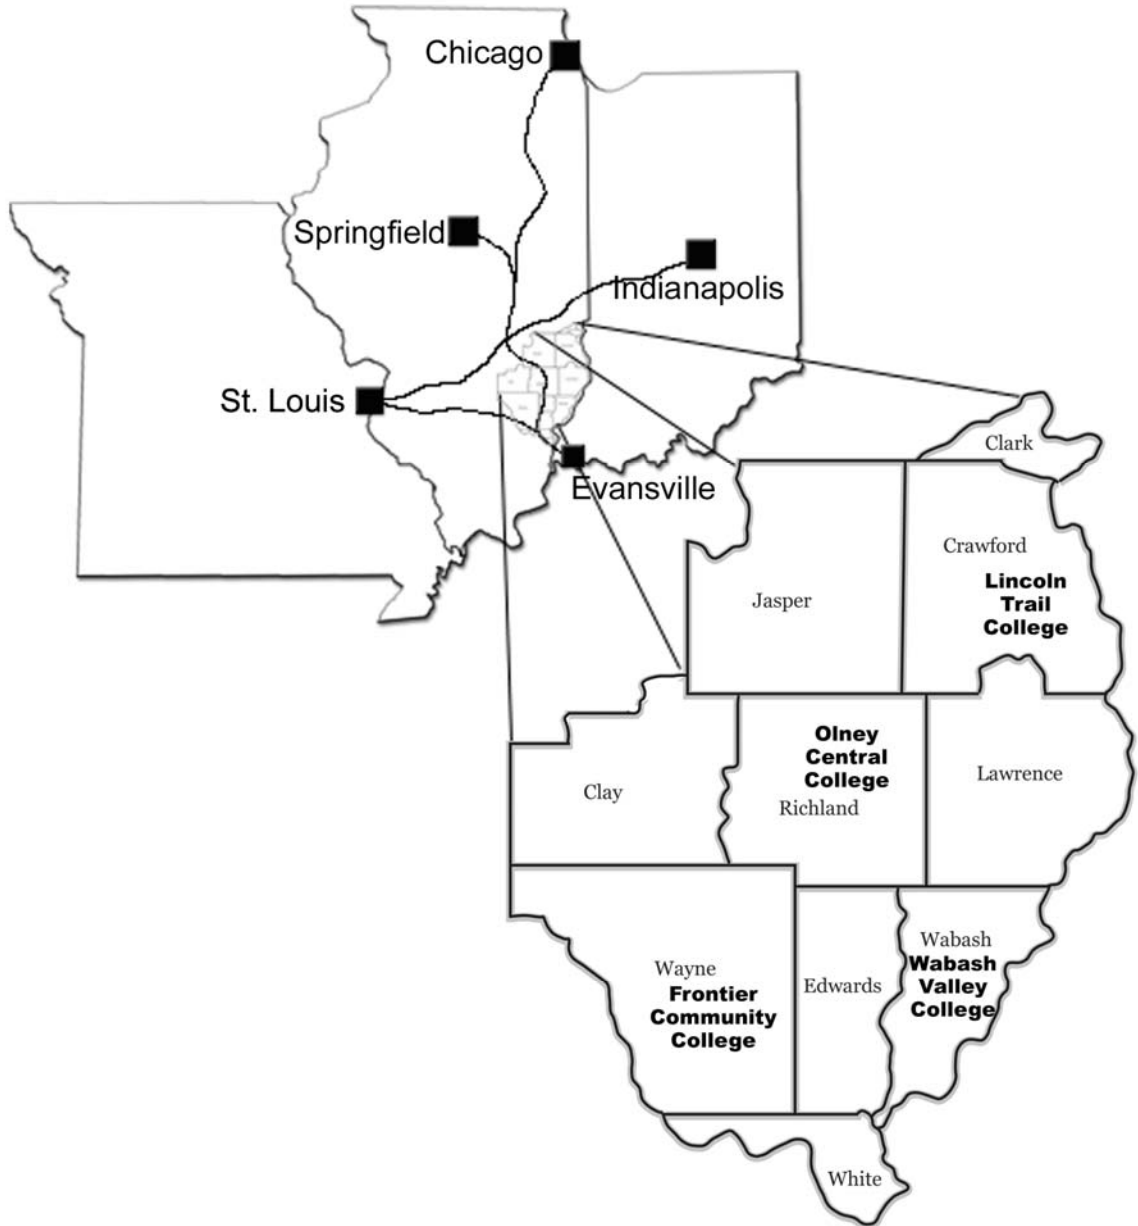 Chicago
Springfield
Indianapolis
St. Louis
Evansville
Clark
Crawford
Lincoln
Trail
College
Jasper
Olney
Central
College
Richland
Lawrence
Clay
Wabash
Wabash
Valley
College
Wayne
Frontier
Community
College
Edwards
White